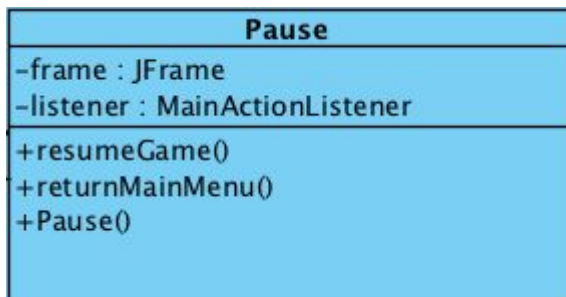 Pause
-frame : JFrame
-listener : MainActionListener
+resumeGame()
+returnMainMenu()
+Pause()